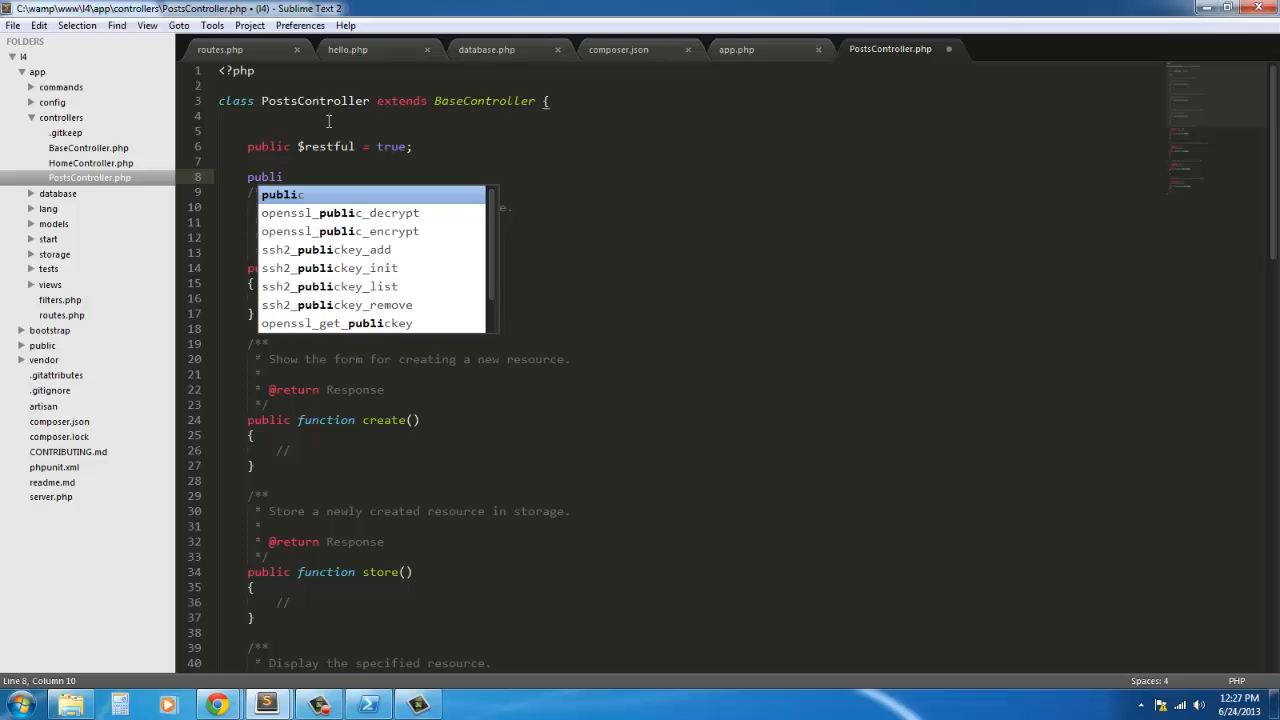 C:\wamp\www\l4\app\controllers\PostsController.php • (l4) - Sublime Text 2
File Edit Selection Find View Goto Tools Project Preferences Help
FOLDERS
l4
app
commands
config
controllers
.gitkeep
BaseController.php
HomeController.php
PostsController.php
database
lang
models
start
storage
tests
views
filters.php
routes.php
bootstrap
public
vendor
.gitattributes
.gitignore
artisan
composer.json
composer.lock
CONTRIBUTING.md
phpunit.xml
readme.md
server.php
routes.php × hello.php × database.php × composer.json × app.php × PostsController.php
1 <?php
2
3 class PostsController extends BaseController {
4
5
6 public $restful = true;
7
8 publi
9 /
10 e.
11
12
13
14 p
15 {
16
17 }
18
public
openssl_public_decrypt
openssl_public_encrypt
ssh2_publickey_add
ssh2_publickey_init
ssh2_publickey_list
ssh2_publickey_remove
openssl_get_publickey
19 /**
20 * Show the form for creating a new resource.
21 *
22 * @return Response
23 */
24 public function create()
25 {
26 //
27 }
28
29 /**
30 * Store a newly created resource in storage.
31 *
32 * @return Response
33 */
34 public function store()
35 {
36 //
37 }
38
39 /**
40 * Display the specified resource.
Line 8, Column 10 Spaces: 4 PHP
12:27 PM
6/24/2013